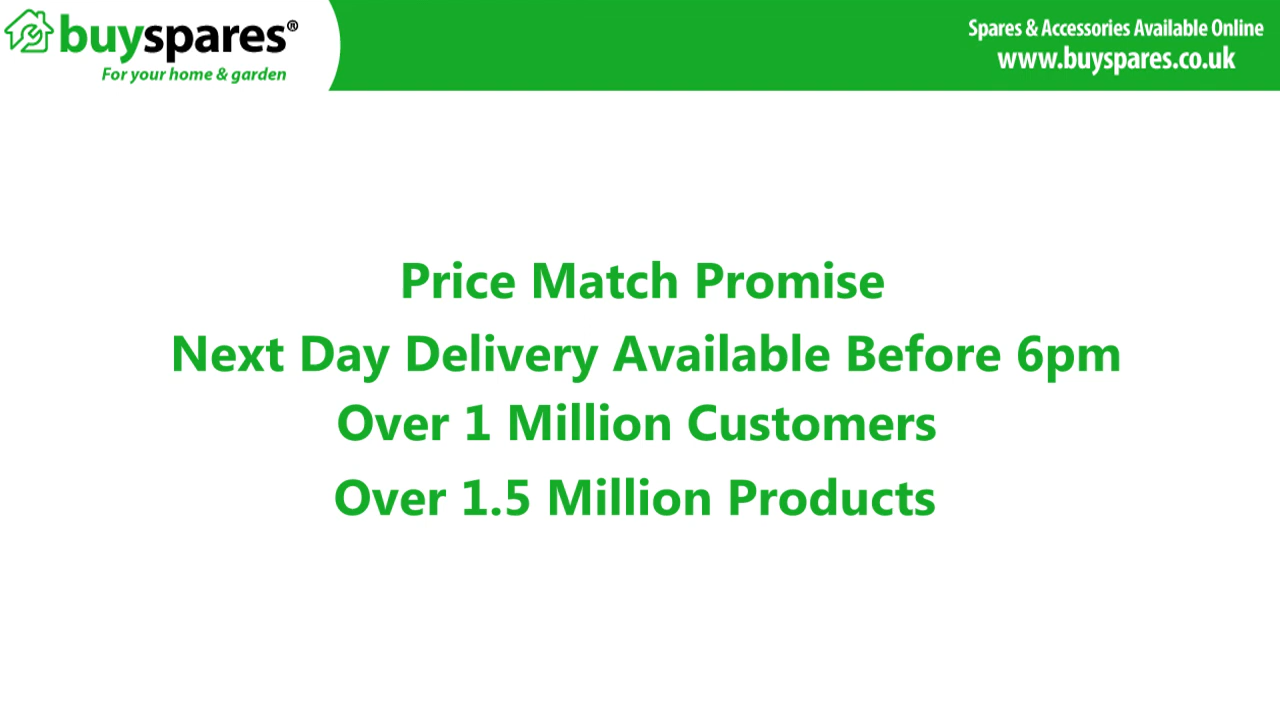 buyspares®
For your home & garden
Spares & Accessories Available Online
www.buyspares.co.uk
Price Match Promise
Next Day Delivery Available Before 6pm
Over 1 Million Customers
Over 1.5 Million Products